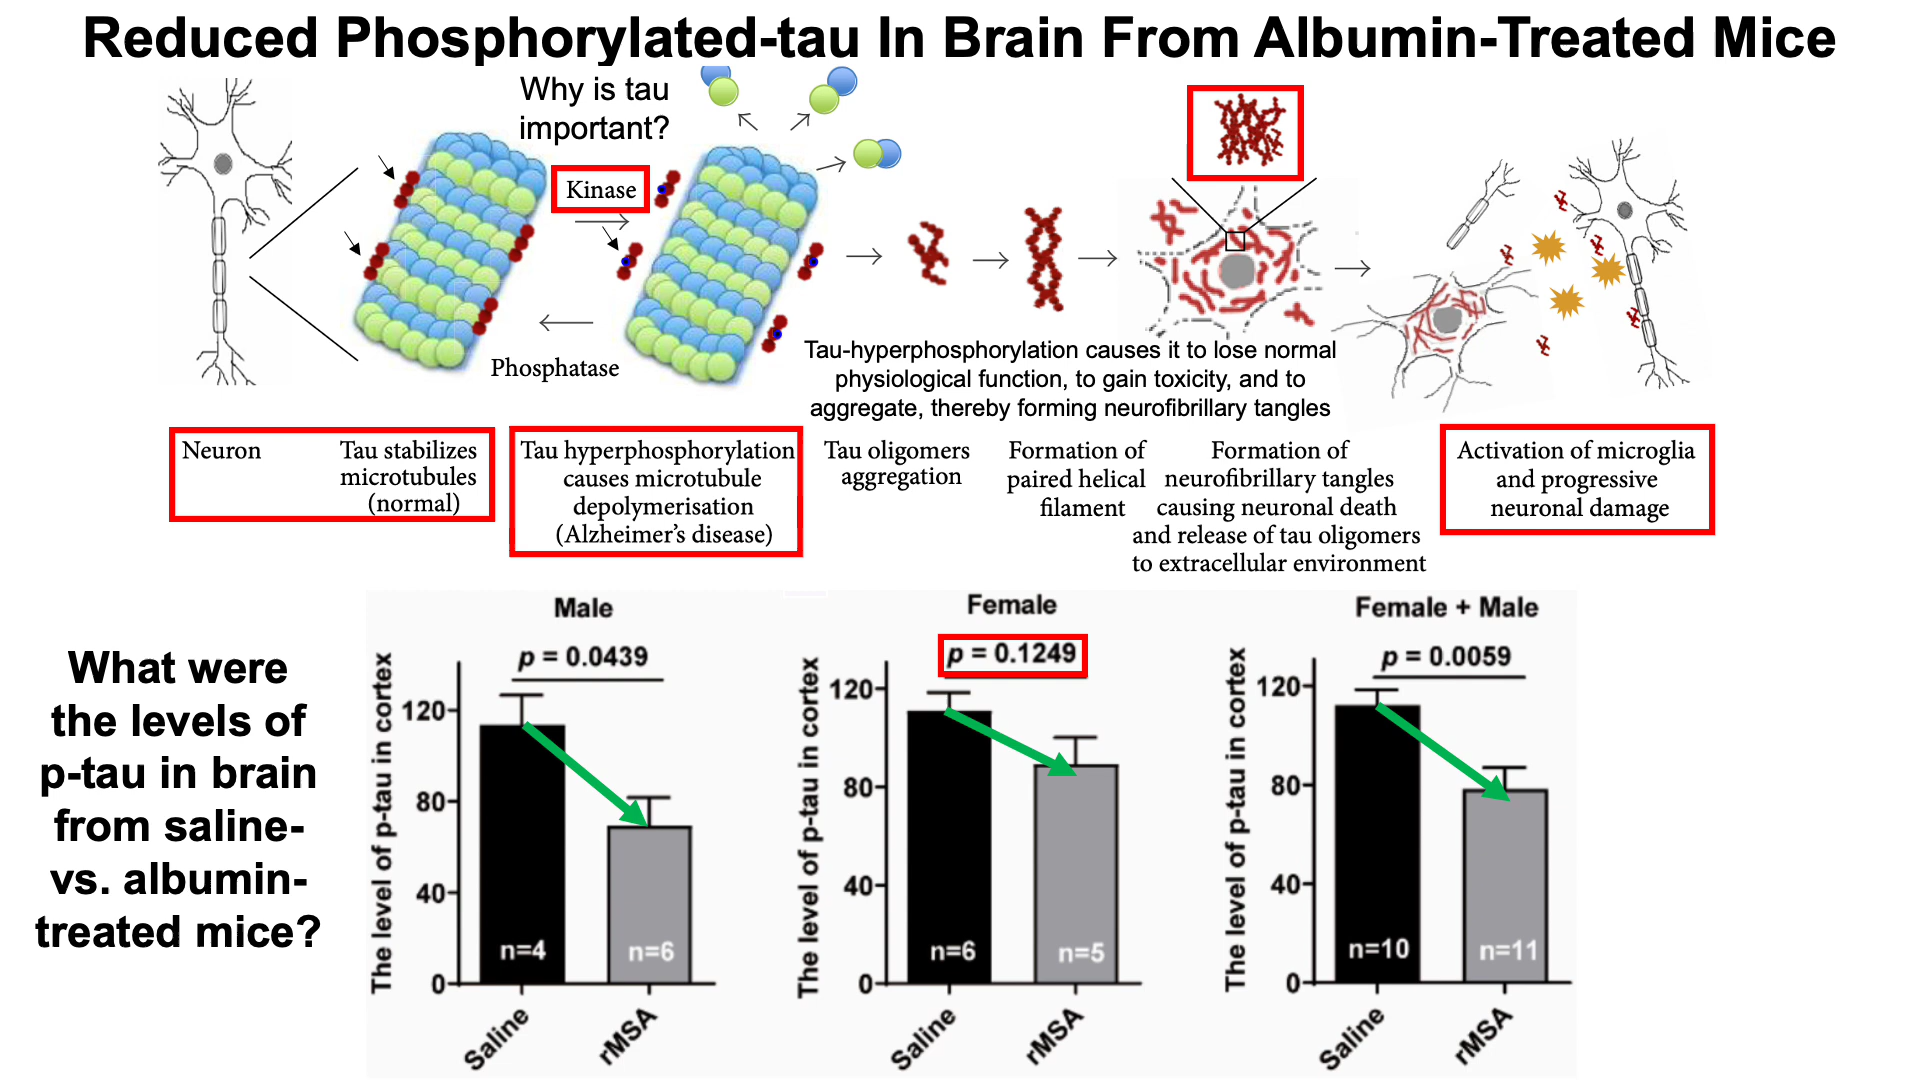 Reduced Phosphorylated-tau In Brain From Albumin-Treated Mice
Why is tau
important?
Kinase
Phosphatase
Tau-hyperphosphorylation causes it to lose normal
physiological function, to gain toxicity, and to
aggregate, thereby forming neurofibrillary tangles
Neuron
Tau stabilizes
microtubules
(normal)
Tau hyperphosphorylation
causes microtubule
depolymerisation
(Alzheimer's disease)
Tau oligomers
aggregation
Formation of
paired helical
filament
Formation of
neurofibrillary tangles
causing neuronal death
and release of tau oligomers
to extracellular environment
Activation of microglia
and progressive
neuronal damage
What were
the levels of
p-tau in brain
from saline-
vs. albumin-
treated mice?
Male
p = 0.0439
The level of p-tau in cortex
120
80
40
0
n=4
n=6
Saline
rMSA
Female
p = 0.1249
The level of p-tau in cortex
120
80
40
0
n=6
n=5
Saline
rMSA
Female + Male
p = 0.0059
The level of p-tau in cortex
120
80
40
0
n=10
n=11
Saline
rMSA